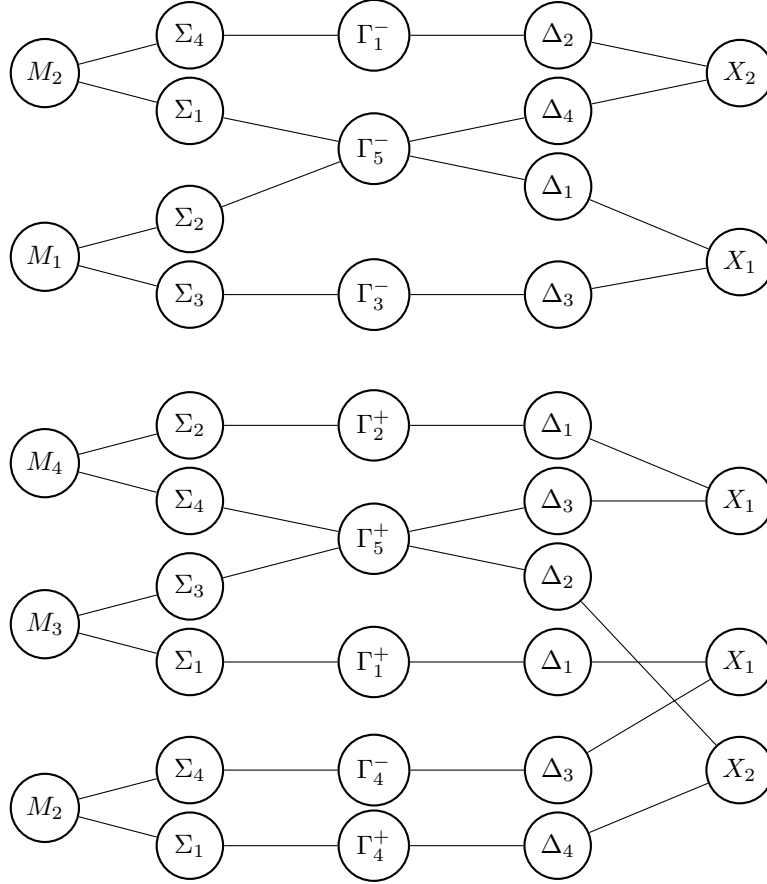 Σ₄ Γ₁⁻ Δ₂
M₂ X₂
Σ₁ Δ₄
Γ₅⁻
Δ₁
Σ₂
M₁ X₁
Σ₃ Γ₃⁻ Δ₃
Σ₂ Γ₂⁺ Δ₁
M₄
Σ₄ Δ₃ X₁
Γ₅⁺
Σ₃ Δ₂
M₃
Σ₁ Γ₁⁺ Δ₁ X₁
Σ₄ Γ₄⁻ Δ₃ X₂
M₂
Σ₁ Γ₄⁺ Δ₄